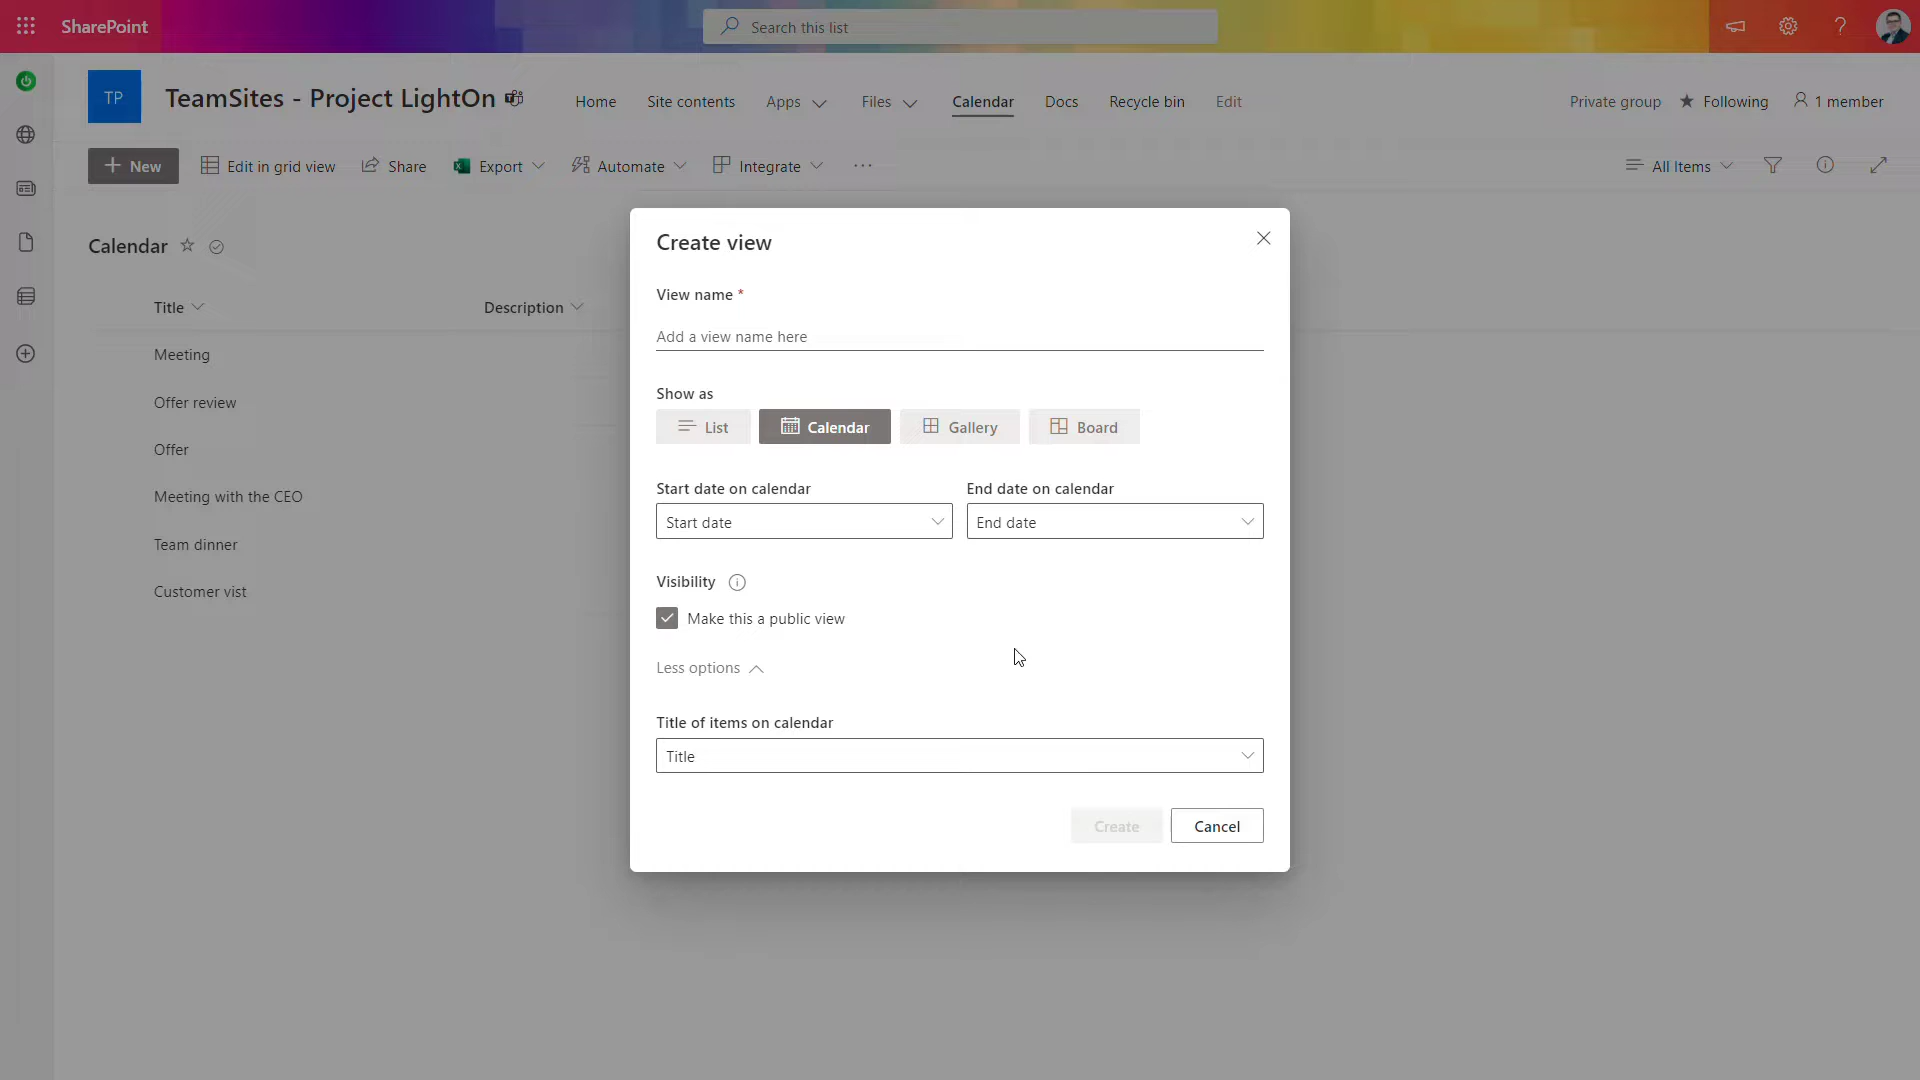 SharePoint
Search this list
TP
TeamSites - Project LightOn
Home Site contents Apps Files Calendar Docs Recycle bin Edit
Private group Following 1 member
New Edit in grid view Share Export Automate Integrate ...
All Items
Calendar
Title Description
Meeting
Offer review
Offer
Meeting with the CEO
Team dinner
Customer vist
Create view
View name *
Add a view name here
Show as
List Calendar Gallery Board
Start date on calendar End date on calendar
Start date End date
Visibility
Make this a public view
Less options
Title of items on calendar
Title
Create Cancel